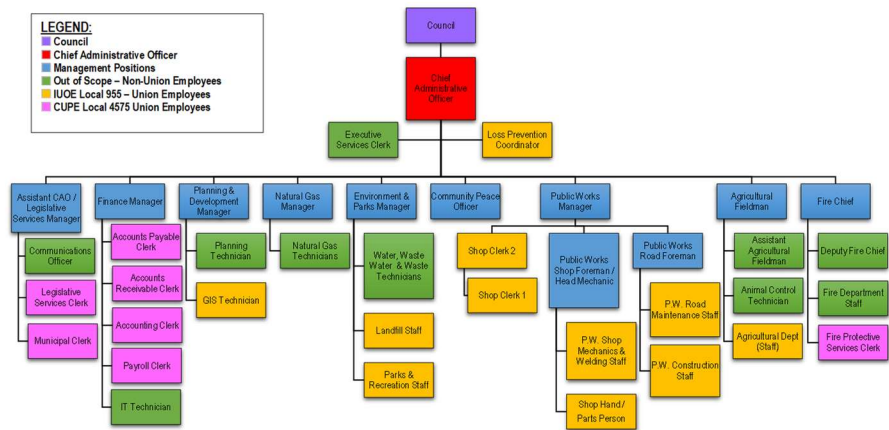 LEGEND:
Council
Chief Administrative Officer
Management Positions
Out of Scope – Non-Union Employees
IUOE Local 955 – Union Employees
CUPE Local 4575 Union Employees
Council
Chief
Administrative
Officer
Executive
Services Clerk
Loss Prevention
Coordinator
Assistant CAO /
Legislative
Services Manager
Communications
Officer
Legislative
Services Clerk
Municipal Clerk
Finance Manager
Accounts Payable
Clerk
Accounts
Receivable Clerk
Accounting Clerk
Payroll Clerk
IT Technician
Planning &
Development
Manager
Planning
Technician
GIS Technician
Natural Gas
Manager
Natural Gas
Technicians
Environment &
Parks Manager
Water, Waste
Water & Waste
Technicians
Landfill Staff
Parks &
Recreation Staff
Community Peace
Officer
Public Works
Manager
Shop Clerk 2
Shop Clerk 1
Public Works
Shop Foreman /
Head Mechanic
P.W. Shop
Mechanics &
Welding Staff
Shop Hand /
Parts Person
Public Works
Road Foreman
P.W. Road
Maintenance Staff
P.W. Construction
Staff
Agricultural
Fieldman
Assistant
Agricultural
Fieldman
Animal Control
Technician
Agricultural Dept
(Staff)
Fire Chief
Deputy Fire Chief
Fire Department
Staff
Fire Protective
Services Clerk